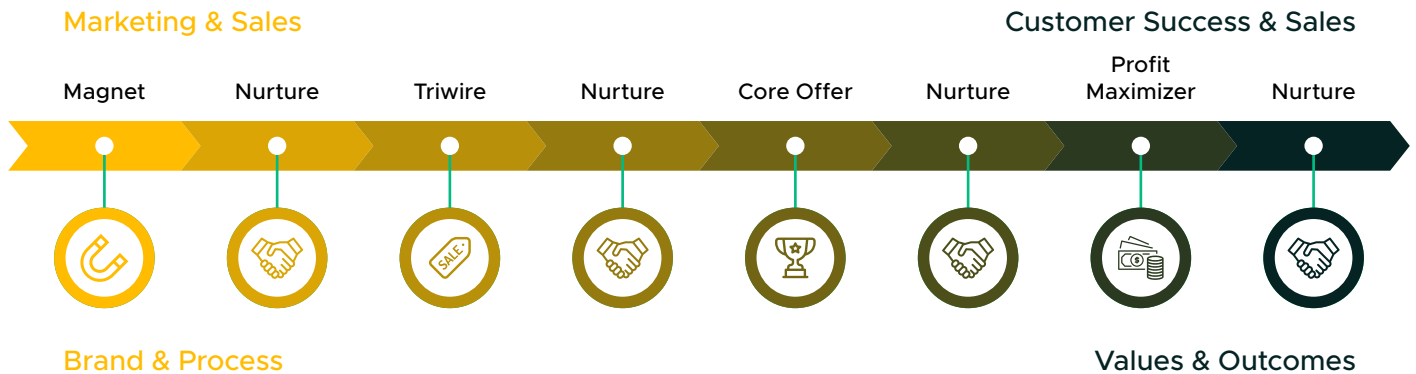 Marketing & Sales
Customer Success & Sales
Magnet
Nurture
Triwire
Nurture
Core Offer
Nurture
Profit
Maximizer
Nurture
SALE
Brand & Process
Values & Outcomes